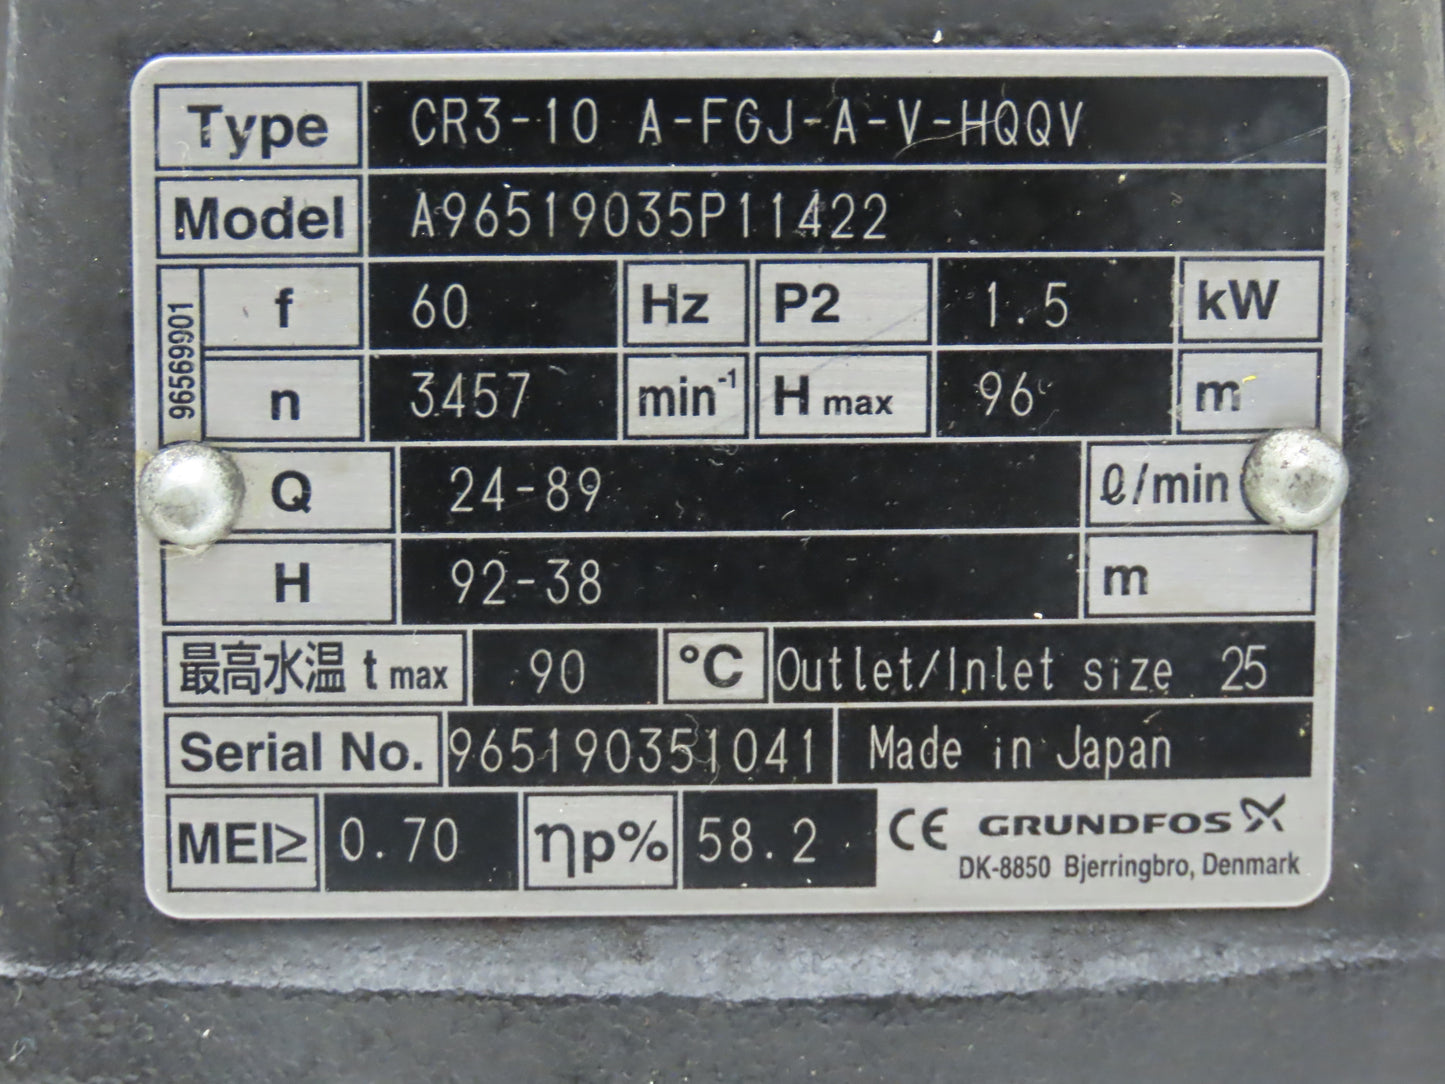 Type CR3-10 A-FGJ-A-V-HQQV
Model A96519035P11422
96569901
f 60 Hz P2 1.5 kW
n 3457 min⁻¹ H max 96 m
Q 24-89 ℓ/min
H 92-38 m
最高水温 t max 90 °C Outlet/Inlet size 25
Serial No. 965190351041 Made in Japan
MEI≥ 0.70 ηp% 58.2 CE GRUNDFOS
DK-8850 Bjerringbro, Denmark